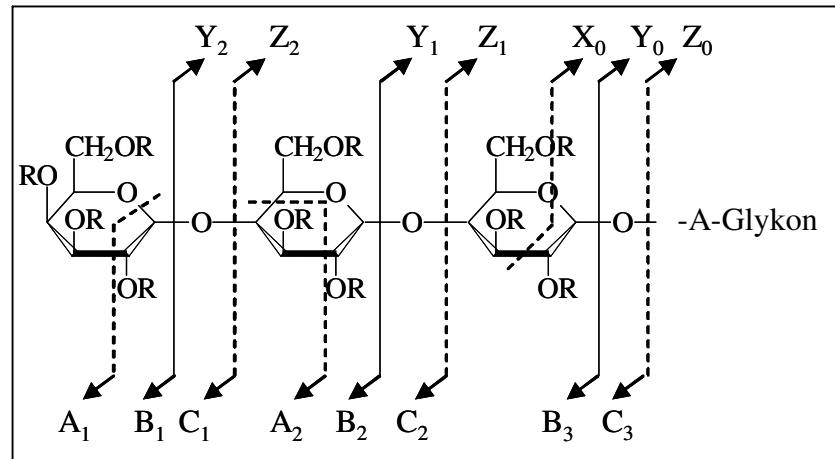 Y₂ Z₂ Y₁ Z₁ X₀ Y₀ Z₀
CH₂OR CH₂OR CH₂OR
RO O O O
OR O OR O OR O -A-Glykon
OR OR OR
A₁ B₁ C₁ A₂ B₂ C₂ B₃ C₃